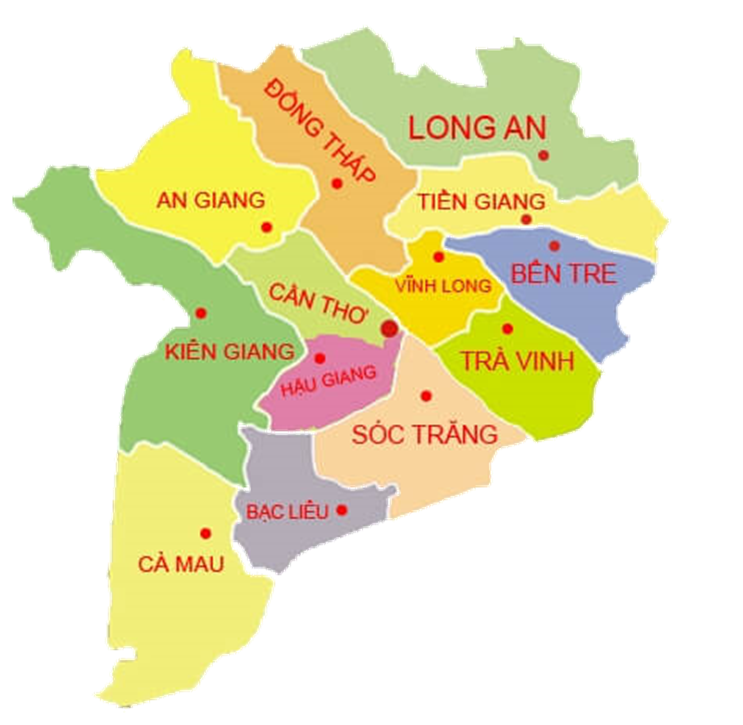 ĐỒNG THÁP
LONG AN
AN GIANG
TIỀN GIANG
BẾN TRE
VĨNH LONG
CẦN THƠ
KIÊN GIANG
TRÀ VINH
HẬU GIANG
SÓC TRĂNG
BẠC LIÊU
CÀ MAU